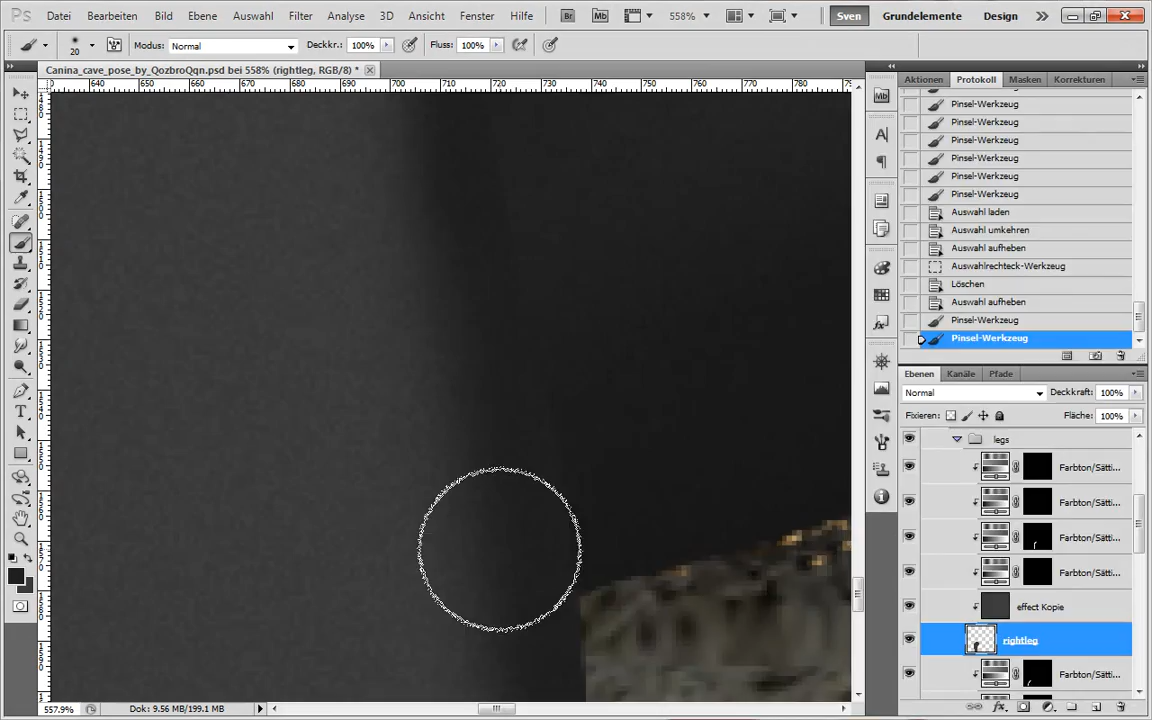 Ps Datei Bearbeiten Bild Ebene Auswahl Filter Analyse 3D Ansicht Fenster Hilfe Br Mb 558% Sven Grundelemente Design
20 Modus: Normal Deckkr.: 100% Fluss: 100%
Canina_cave_pose_by_QozbroQqn.psd bei 558% (rightleg, RGB/8) *
640 650 660 670 680 690 700 710 720 730 740 750 760 770 780
Aktionen Protokoll Masken Korrekturen
Pinsel-Werkzeug
Pinsel-Werkzeug
Pinsel-Werkzeug
Pinsel-Werkzeug
Pinsel-Werkzeug
Pinsel-Werkzeug
Auswahl laden
Auswahl umkehren
Auswahl aufheben
Auswahlrechteck-Werkzeug
Löschen
Auswahl aufheben
Pinsel-Werkzeug
Pinsel-Werkzeug
Ebenen Kanäle Pfade
Normal Deckkraft: 100%
Fixieren: Fläche: 100%
legs
Farbton/Sätti...
Farbton/Sätti...
Farbton/Sätti...
Farbton/Sätti...
effect Kopie
rightleg
Farbton/Sätti...
557.9% Dok: 9.56 MB/199.1 MB